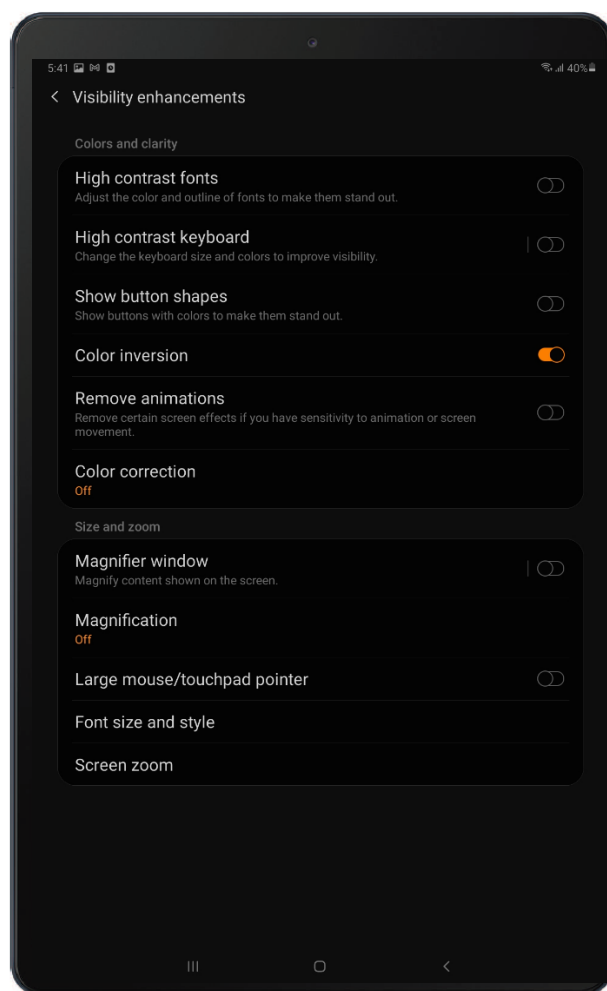 5:41
40%
Visibility enhancements
Colors and clarity
High contrast fonts
Adjust the color and outline of fonts to make them stand out.
High contrast keyboard
Change the keyboard size and colors to improve visibility.
Show button shapes
Show buttons with colors to make them stand out.
Color inversion
Remove animations
Remove certain screen effects if you have sensitivity to animation or screen
movement.
Color correction
Off
Size and zoom
Magnifier window
Magnify content shown on the screen.
Magnification
Off
Large mouse/touchpad pointer
Font size and style
Screen zoom